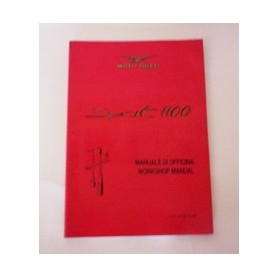 MOTO GUZZI
Sport 1100
MANUALE DI OFFICINA
WORKSHOP MANUAL